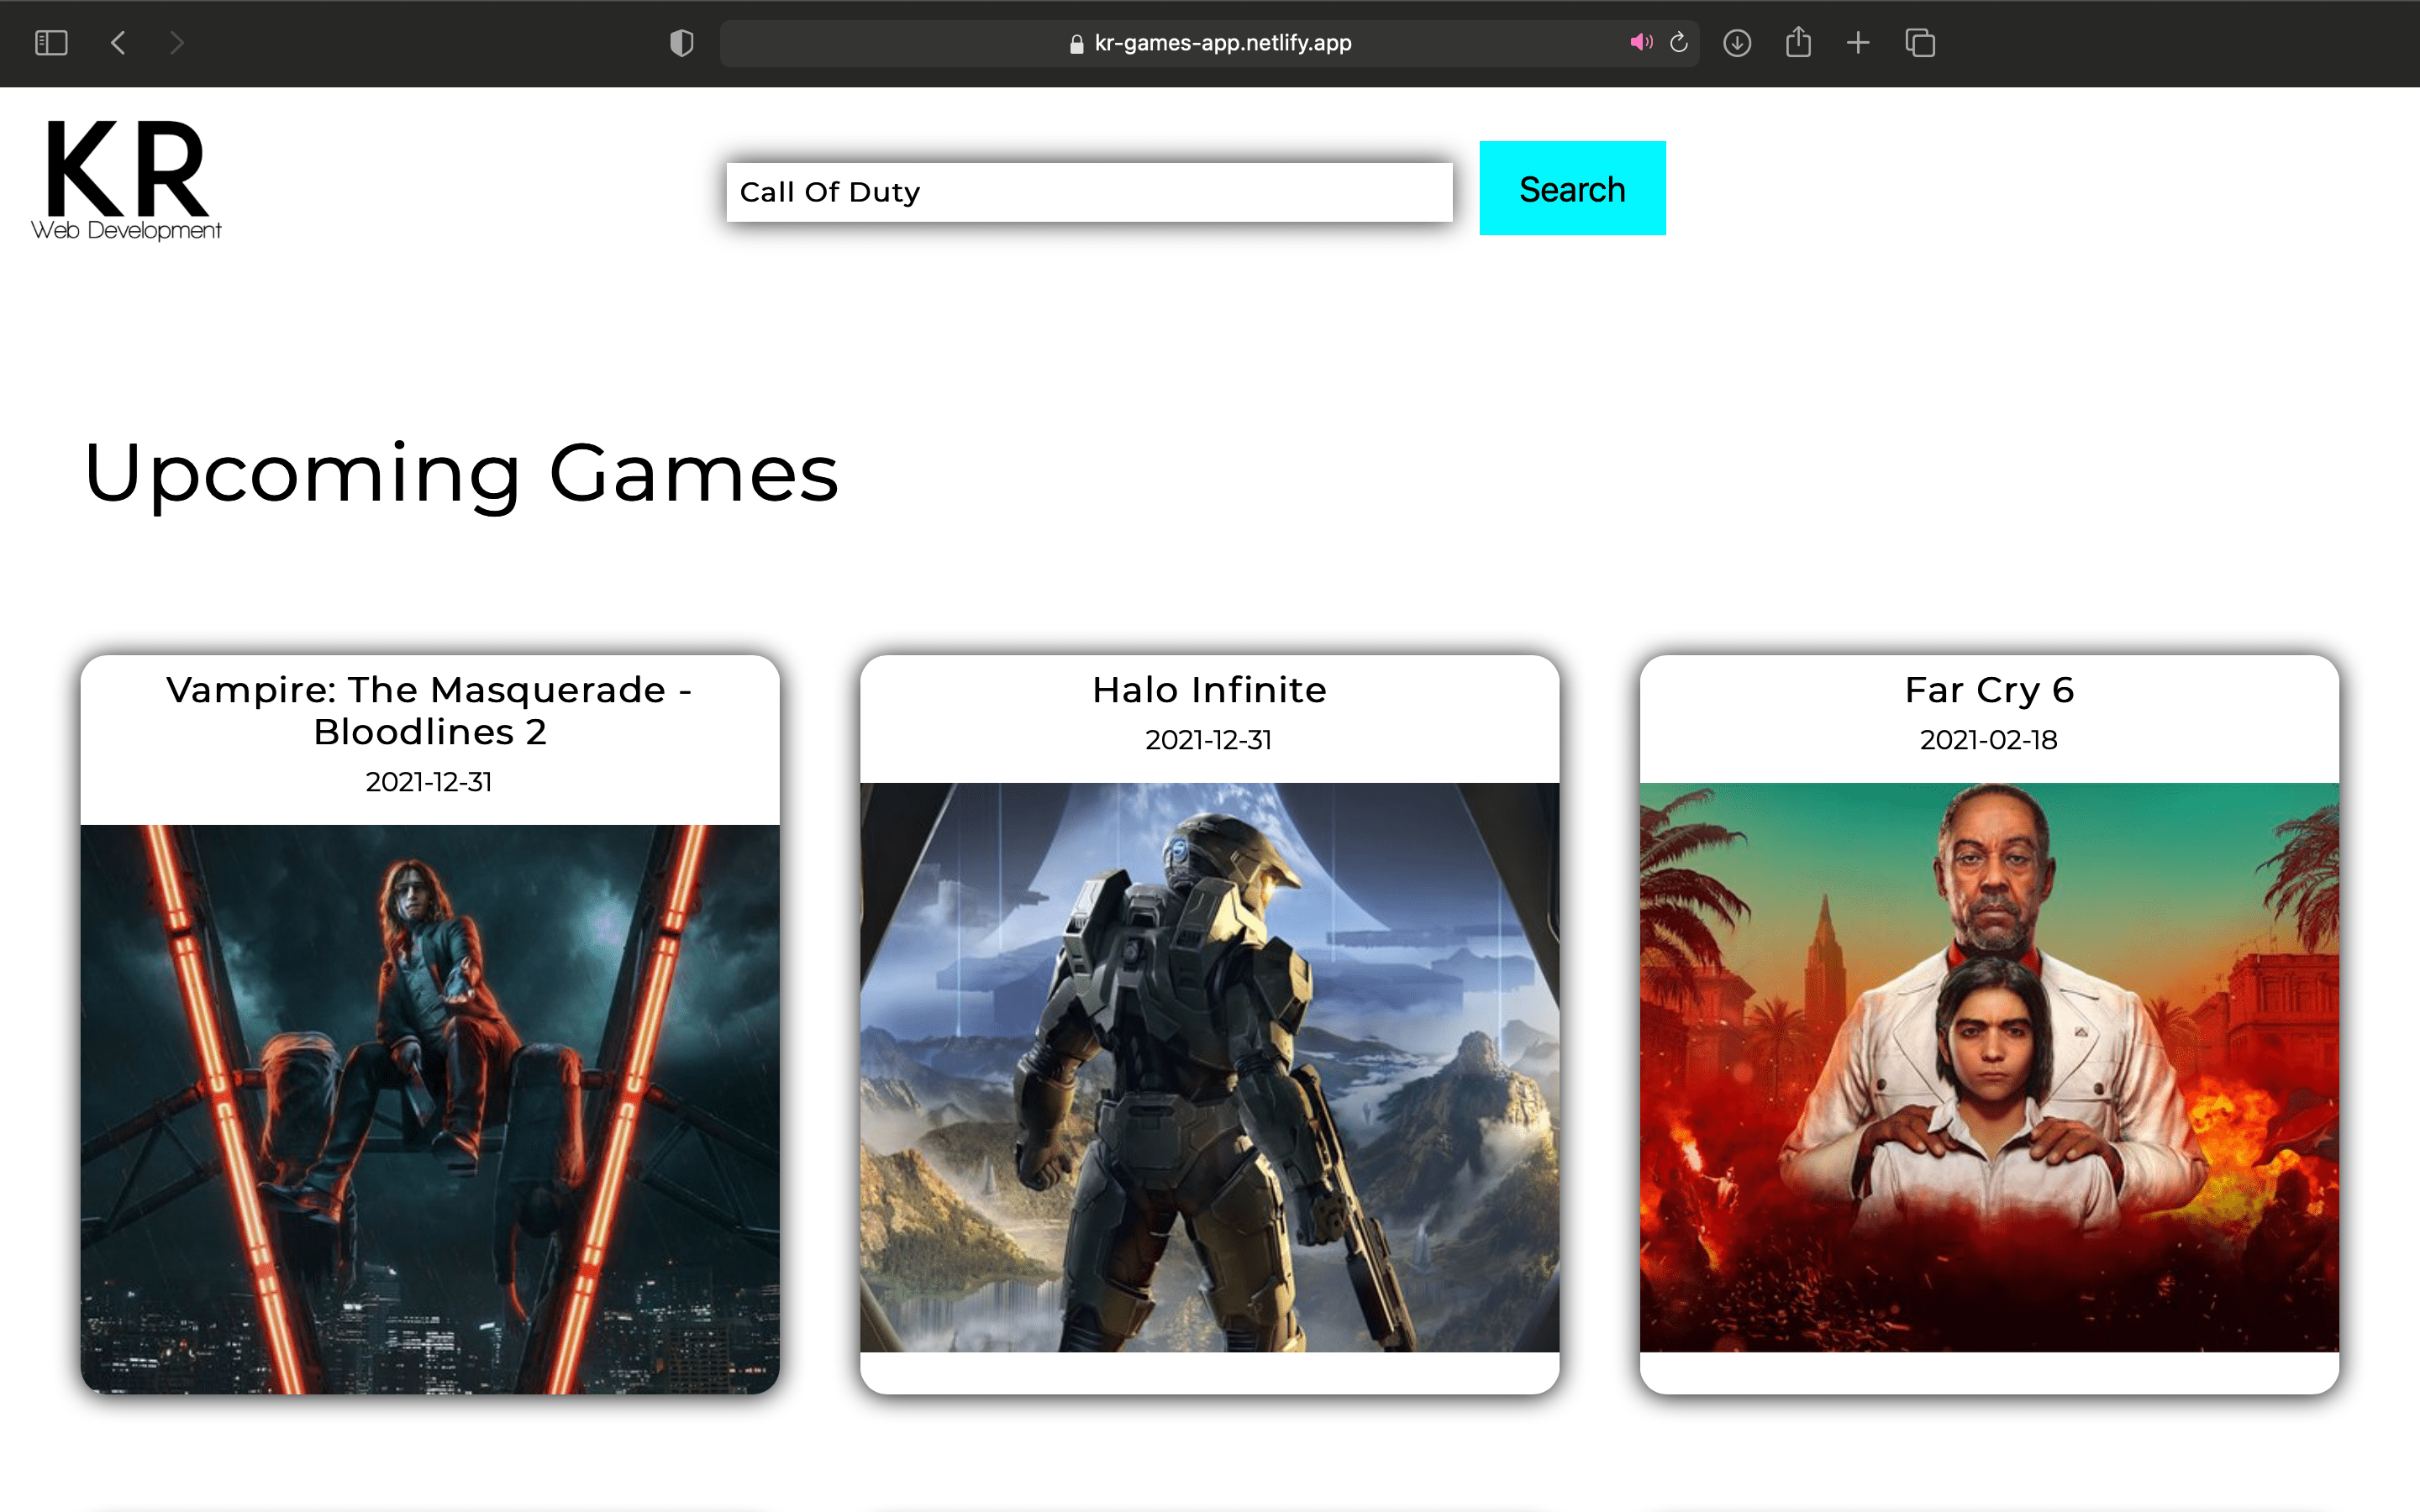 kr-games-app.netlify.app
KR
Web Development
Call Of Duty
Search
Upcoming Games
Vampire: The Masquerade -
Bloodlines 2
2021-12-31
Halo Infinite
2021-12-31
Far Cry 6
2021-02-18